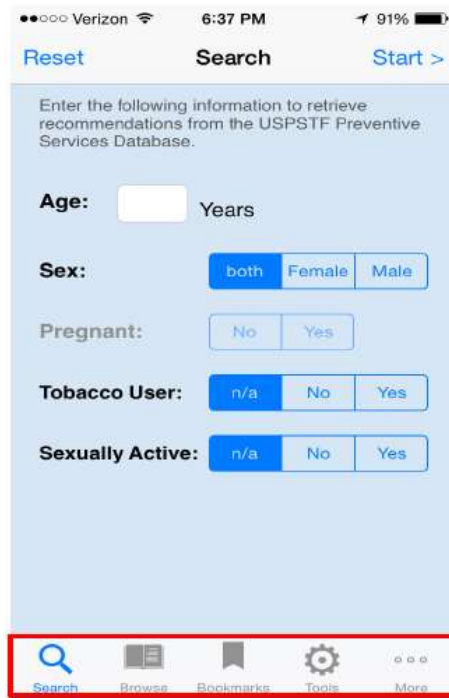 Verizon 6:37 PM 91%
Reset Search Start >
Enter the following information to retrieve
recommendations from the USPSTF Preventive
Services Database.
Age: Years
Sex: both Female Male
Pregnant: No Yes
Tobacco User: n/a No Yes
Sexually Active: n/a No Yes
Search Browse Bookmarks Tools More